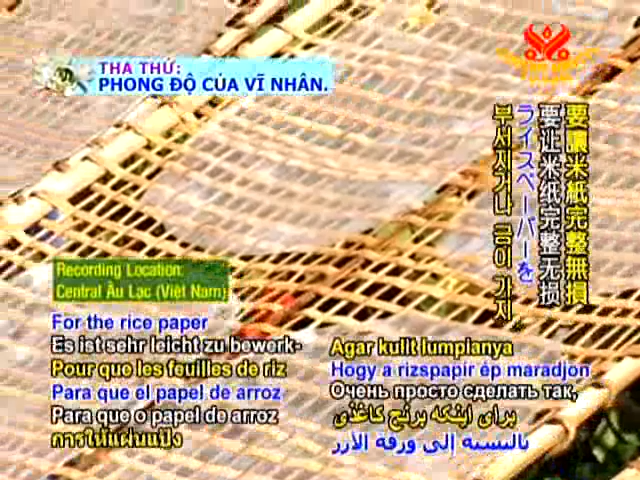 THA THỨ:
PHONG ĐỘ CỦA VĨ NHÂN.
要讓米紙完整無損
要让米纸完整无损
ライスペーパーを
부서지거나 금이 가지
Recording Location:
Central Âu Lạc (Việt Nam)
For the rice paper
Es ist sehr leicht zu bewerk-
Pour que les feuilles de riz
Para que el papel de arroz
Para que o papel de arroz
การให้แผ่นแป้ง
Agar kulit lumpianya
Hogy a rizspapír ép maradjon
Очень просто сделать так,
برای اینکه برنج کاغذی
بالنسبة إلى ورقة الأرز